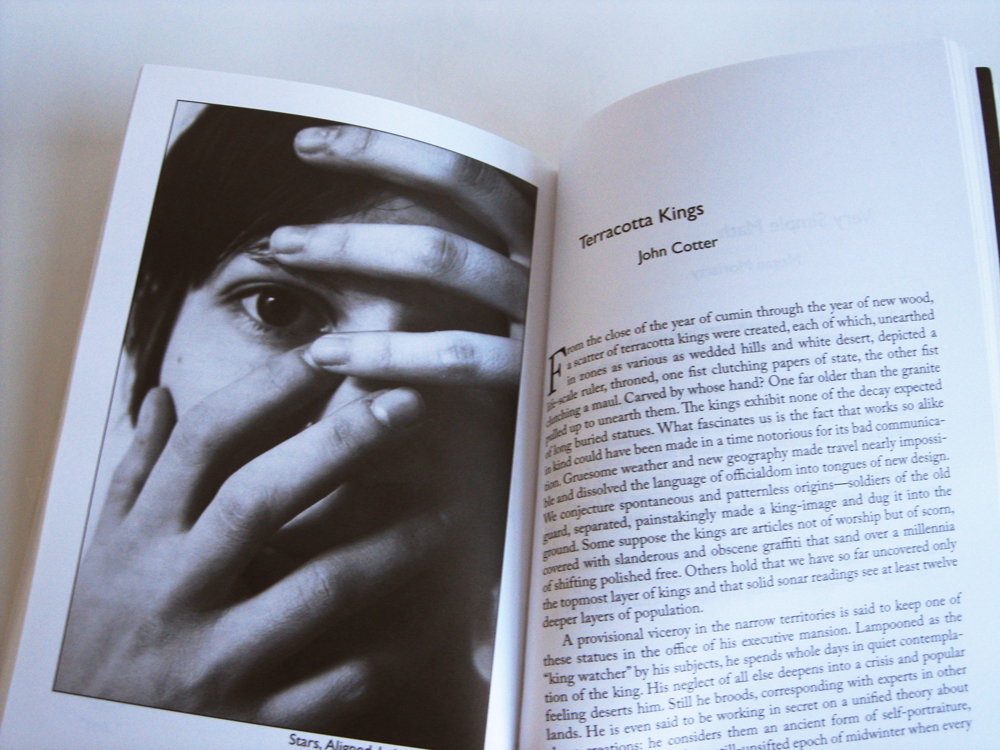 Stars, Aligned
Terracotta Kings
John Cotter
From the close of the year of cumin through the year of new wood,
a scatter of terracotta kings were created, each of which, unearthed
in zones as various as wedded hills and white desert, depicted a
life-scale ruler, throned, one fist clutching papers of state, the other fist
clutching a maul. Carved by whose hand? One far older than the granite
pulled up to unearth them. The kings exhibit none of the decay expected
of long buried statues. What fascinates us is the fact that works so alike
in kind could have been made in a time notorious for its bad communica-
tion. Gruesome weather and new geography made travel nearly impossi-
ble and dissolved the language of officialdom into tongues of new design.
We conjecture spontaneous and patternless origins—soldiers of the old
guard, separated, painstakingly made a king-image and dug it into the
ground. Some suppose the kings are articles not of worship but of scorn,
covered with slanderous and obscene graffiti that sand over a millennia
of shifting polished free. Others hold that we have so far uncovered only
the topmost layer of kings and that solid sonar readings see at least twelve
deeper layers of population.
A provisional viceroy in the narrow territories is said to keep one of
these statues in the office of his executive mansion. Lampooned as the
“king watcher” by his subjects, he spends whole days in quiet contempla-
tion of the king. His neglect of all else deepens into a crisis and popular
feeling deserts him. Still he broods, corresponding with experts in other
lands. He is even said to be working in secret on a unified theory about
creations: he considers them an ancient form of self-portraiture,
epoch of midwinter when every